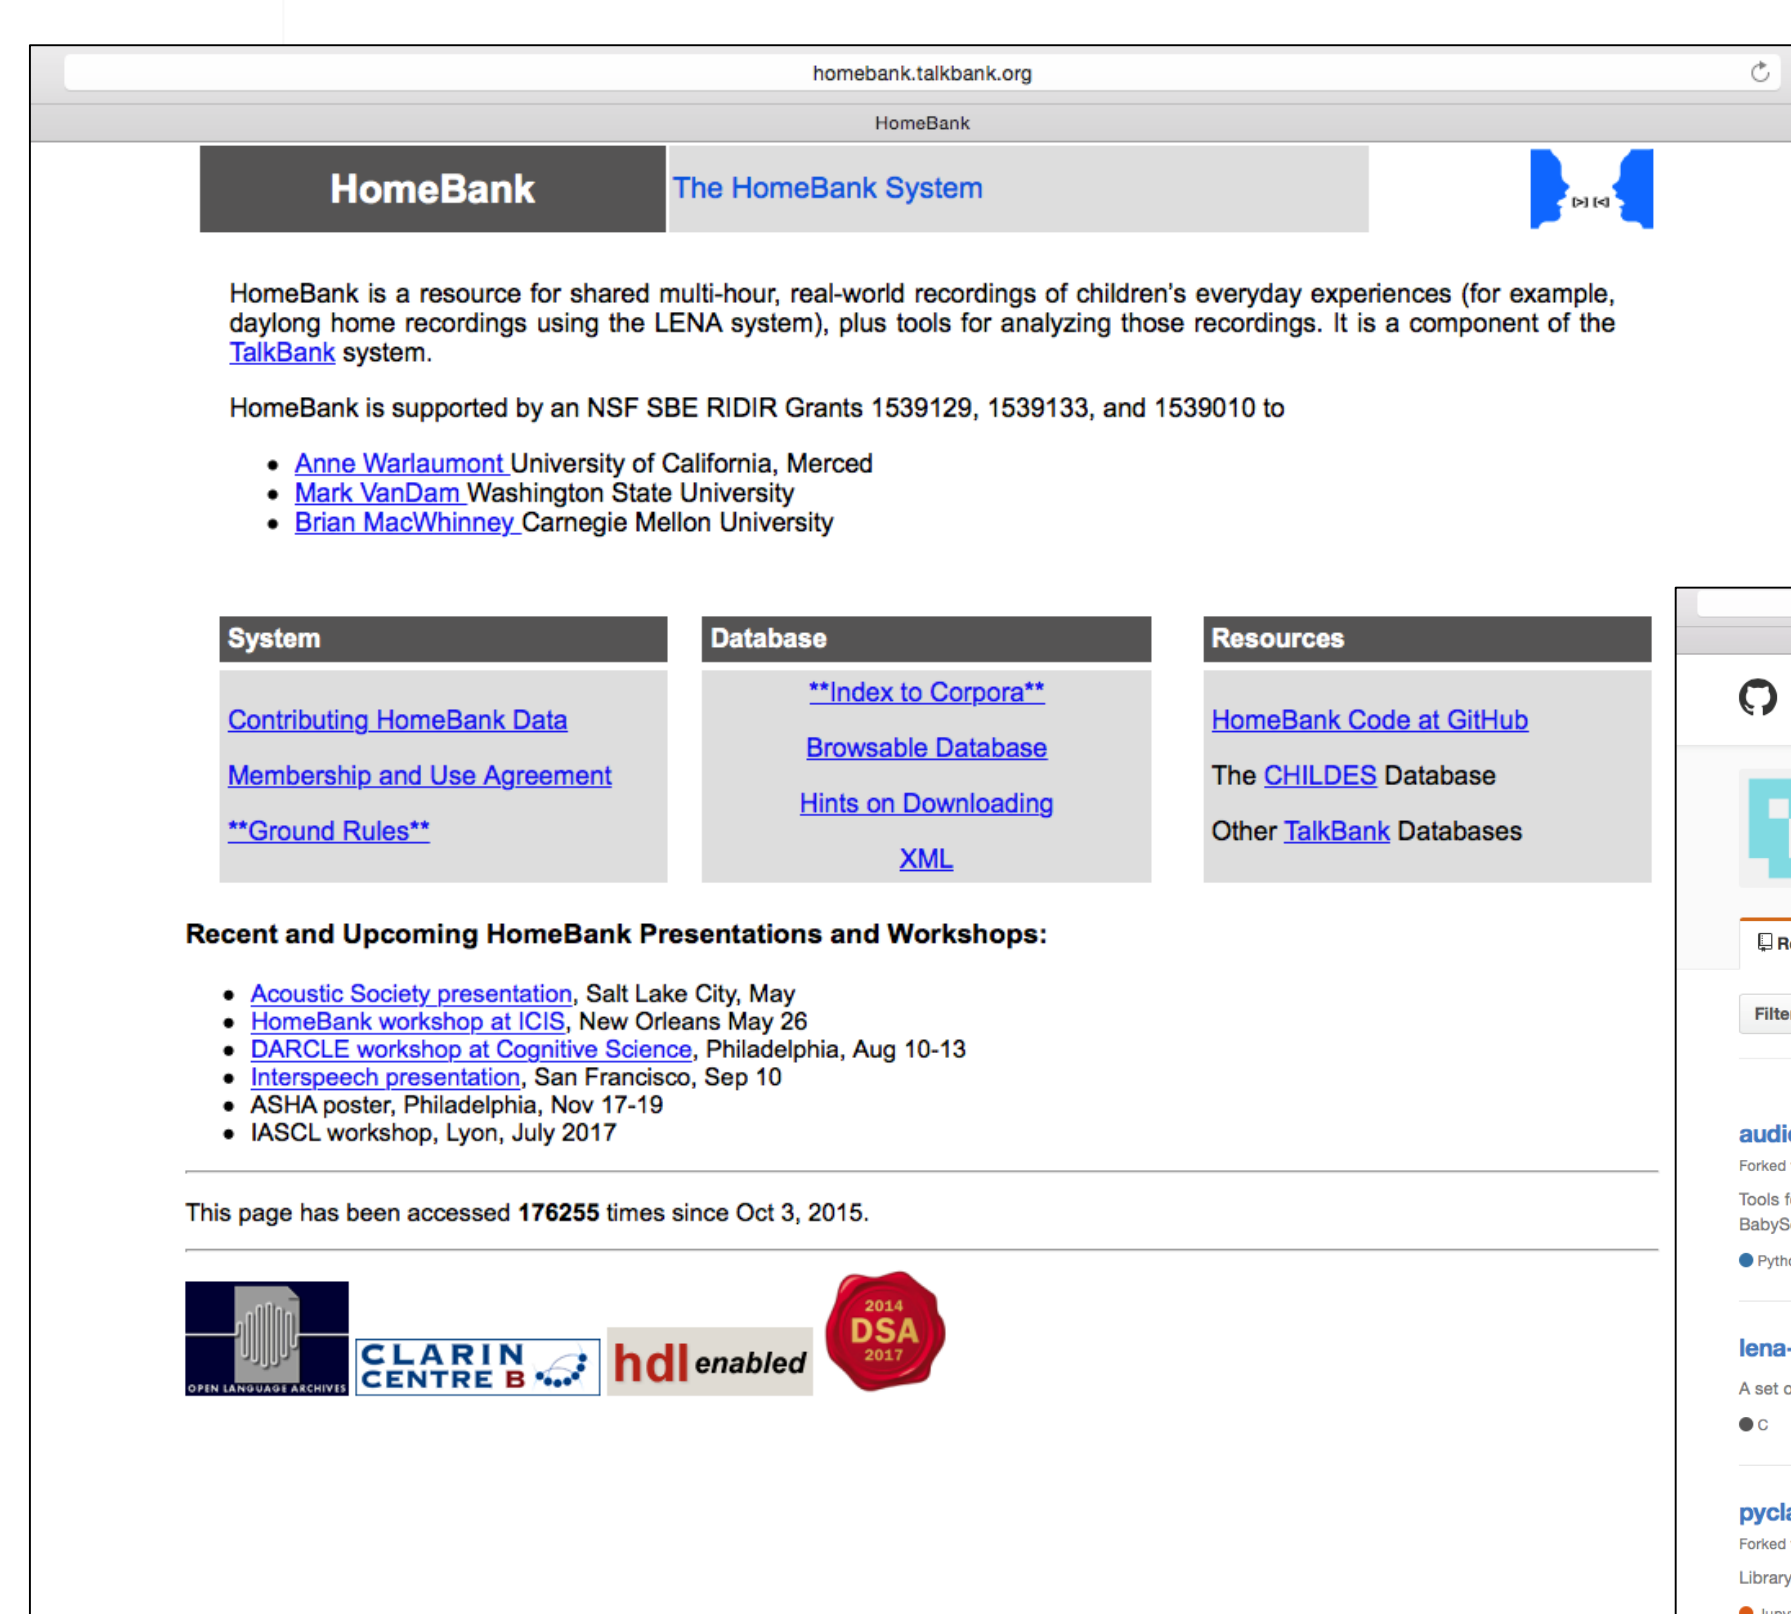 homebank.talkbank.org
HomeBank
HomeBank
The HomeBank System
[>] [<]
HomeBank is a resource for shared multi-hour, real-world recordings of children's everyday experiences (for example,
daylong home recordings using the LENA system), plus tools for analyzing those recordings. It is a component of the
TalkBank system.
HomeBank is supported by an NSF SBE RIDIR Grants 1539129, 1539133, and 1539010 to
• Anne Warlaumont University of California, Merced
• Mark VanDam Washington State University
• Brian MacWhinney Carnegie Mellon University
System
Contributing HomeBank Data
Membership and Use Agreement
**Ground Rules**
Database
**Index to Corpora**
Browsable Database
Hints on Downloading
XML
Resources
HomeBank Code at GitHub
The CHILDES Database
Other TalkBank Databases
Recent and Upcoming HomeBank Presentations and Workshops:
• Acoustic Society presentation, Salt Lake City, May
• HomeBank workshop at ICIS, New Orleans May 26
• DARCLE workshop at Cognitive Science, Philadelphia, Aug 10-13
• Interspeech presentation, San Francisco, Sep 10
• ASHA poster, Philadelphia, Nov 17-19
• IASCL workshop, Lyon, July 2017
This page has been accessed 176255 times since Oct 3, 2015.
OPEN LANGUAGE ARCHIVES
CLARIN
CENTRE B
hdl enabled
2014
DSA
2017
Forked
Tools
A set
C
Forked
Library